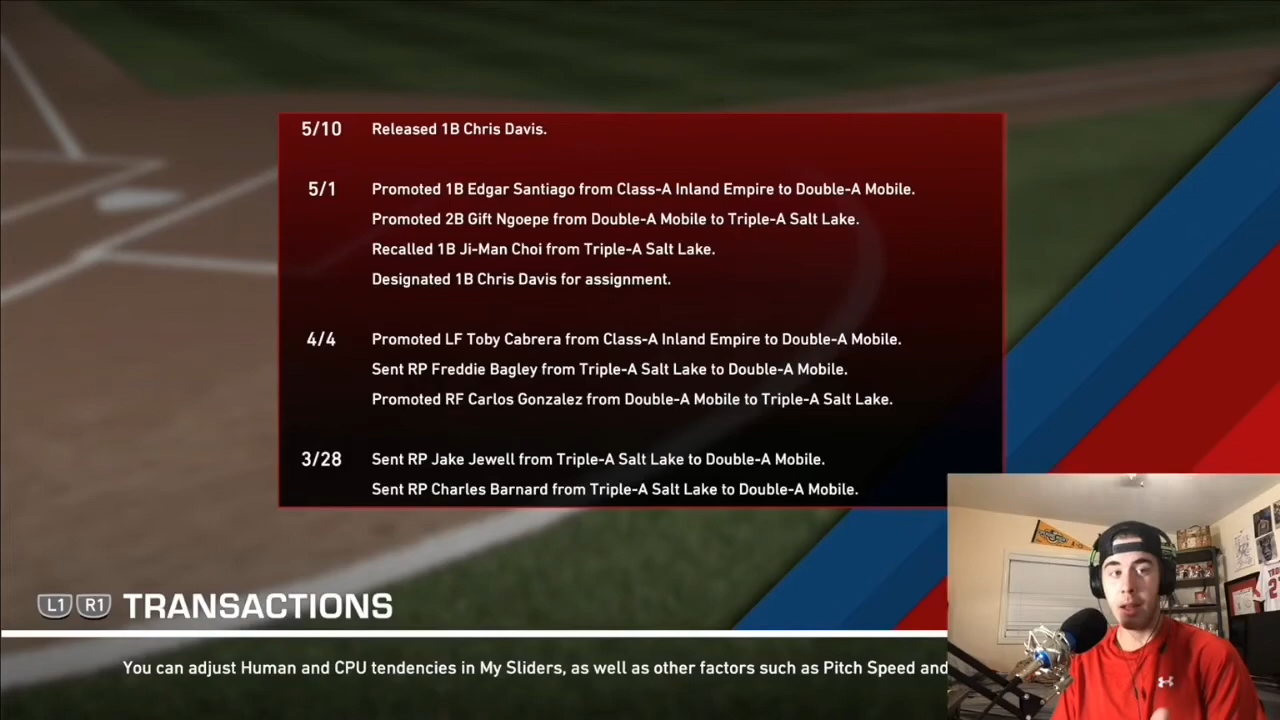 5/10 Released 1B Chris Davis.
5/1 Promoted 1B Edgar Santiago from Class-A Inland Empire to Double-A Mobile.
Promoted 2B Gift Ngoepe from Double-A Mobile to Triple-A Salt Lake.
Recalled 1B Ji-Man Choi from Triple-A Salt Lake.
Designated 1B Chris Davis for assignment.
4/4 Promoted LF Toby Cabrera from Class-A Inland Empire to Double-A Mobile.
Sent RP Freddie Bagley from Triple-A Salt Lake to Double-A Mobile.
Promoted RF Carlos Gonzalez from Double-A Mobile to Triple-A Salt Lake.
3/28 Sent RP Jake Jewell from Triple-A Salt Lake to Double-A Mobile.
Sent RP Charles Barnard from Triple-A Salt Lake to Double-A Mobile.
L1 R1 TRANSACTIONS
You can adjust Human and CPU tendencies in My Sliders, as well as other factors such as Pitch Speed and